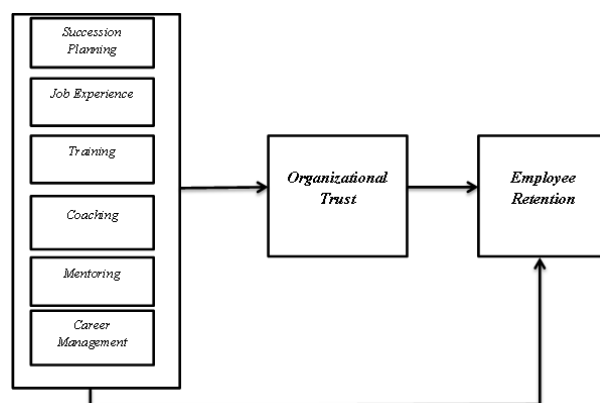 Succession
Planning
Job Experience
Training
Coaching
Mentoring
Career
Management
Organizational
Trust
Employee
Retention